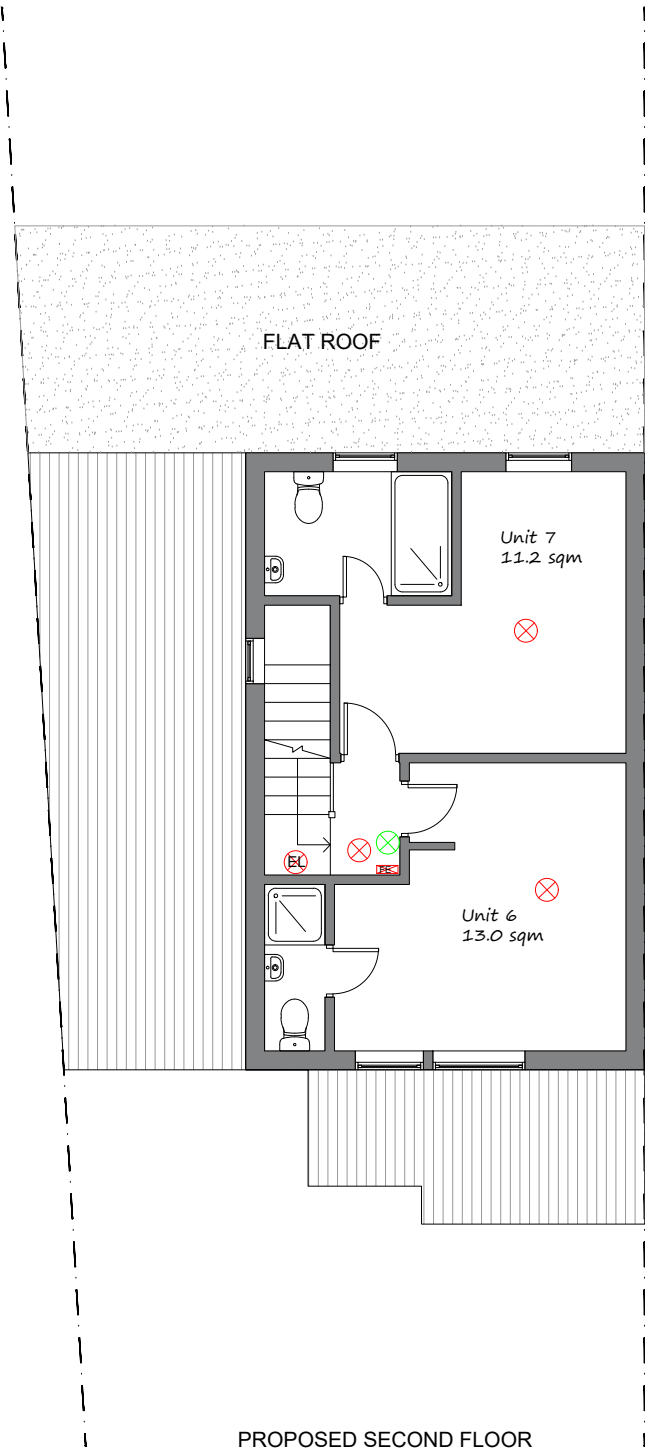 FLAT ROOF
Unit 7
11.2 sqm
EL
Unit 6
13.0 sqm
PROPOSED SECOND FLOOR